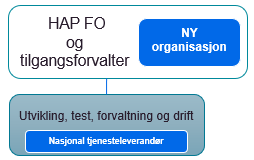 HAP FO
og
tilgangsforvalter
NY
organisasjon
Utvikling, test, forvaltning og drift
Nasjonal tjenesteleverandør